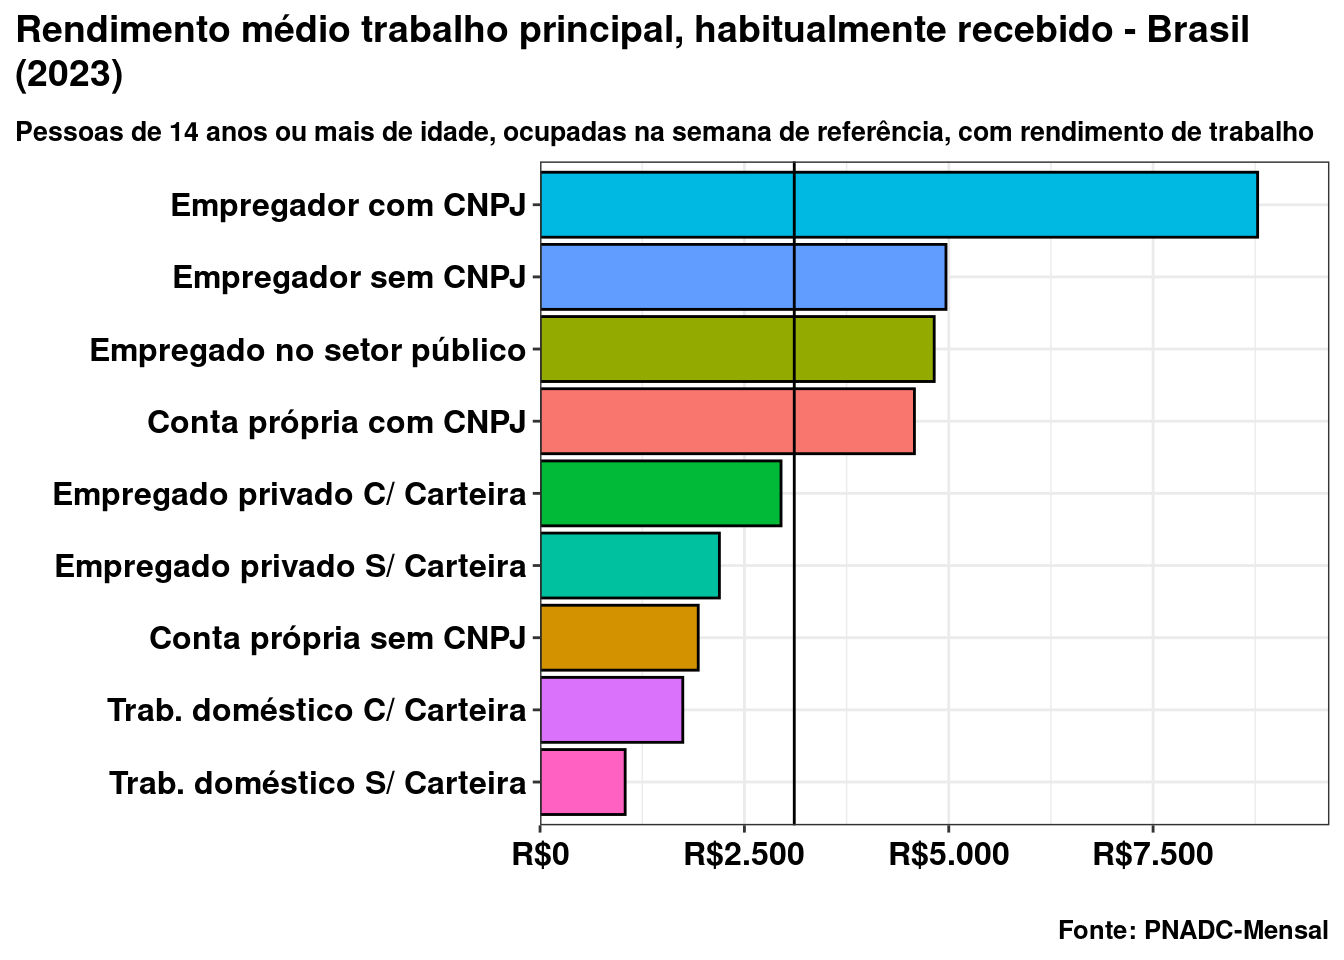 Rendimento médio trabalho principal, habitualmente recebido - Brasil
(2023)
Pessoas de 14 anos ou mais de idade, ocupadas na semana de referência, com rendimento de trabalho
Empregador com CNPJ
Empregador sem CNPJ
Empregado no setor público
Conta própria com CNPJ
Empregado privado C/ Carteira
Empregado privado S/ Carteira
Conta própria sem CNPJ
Trab. doméstico C/ Carteira
Trab. doméstico S/ Carteira
R$0 R$2.500 R$5.000 R$7.500
Fonte: PNADC-Mensal